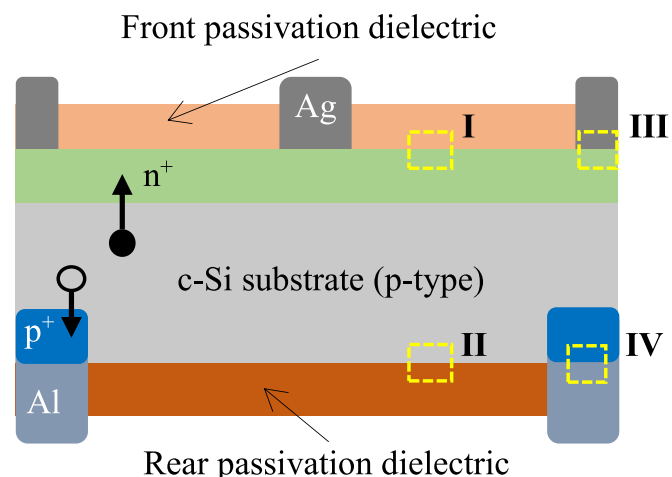 Front passivation dielectric
Ag
I
III
n⁺
c-Si substrate (p-type)
p⁺
II
IV
Al
Rear passivation dielectric